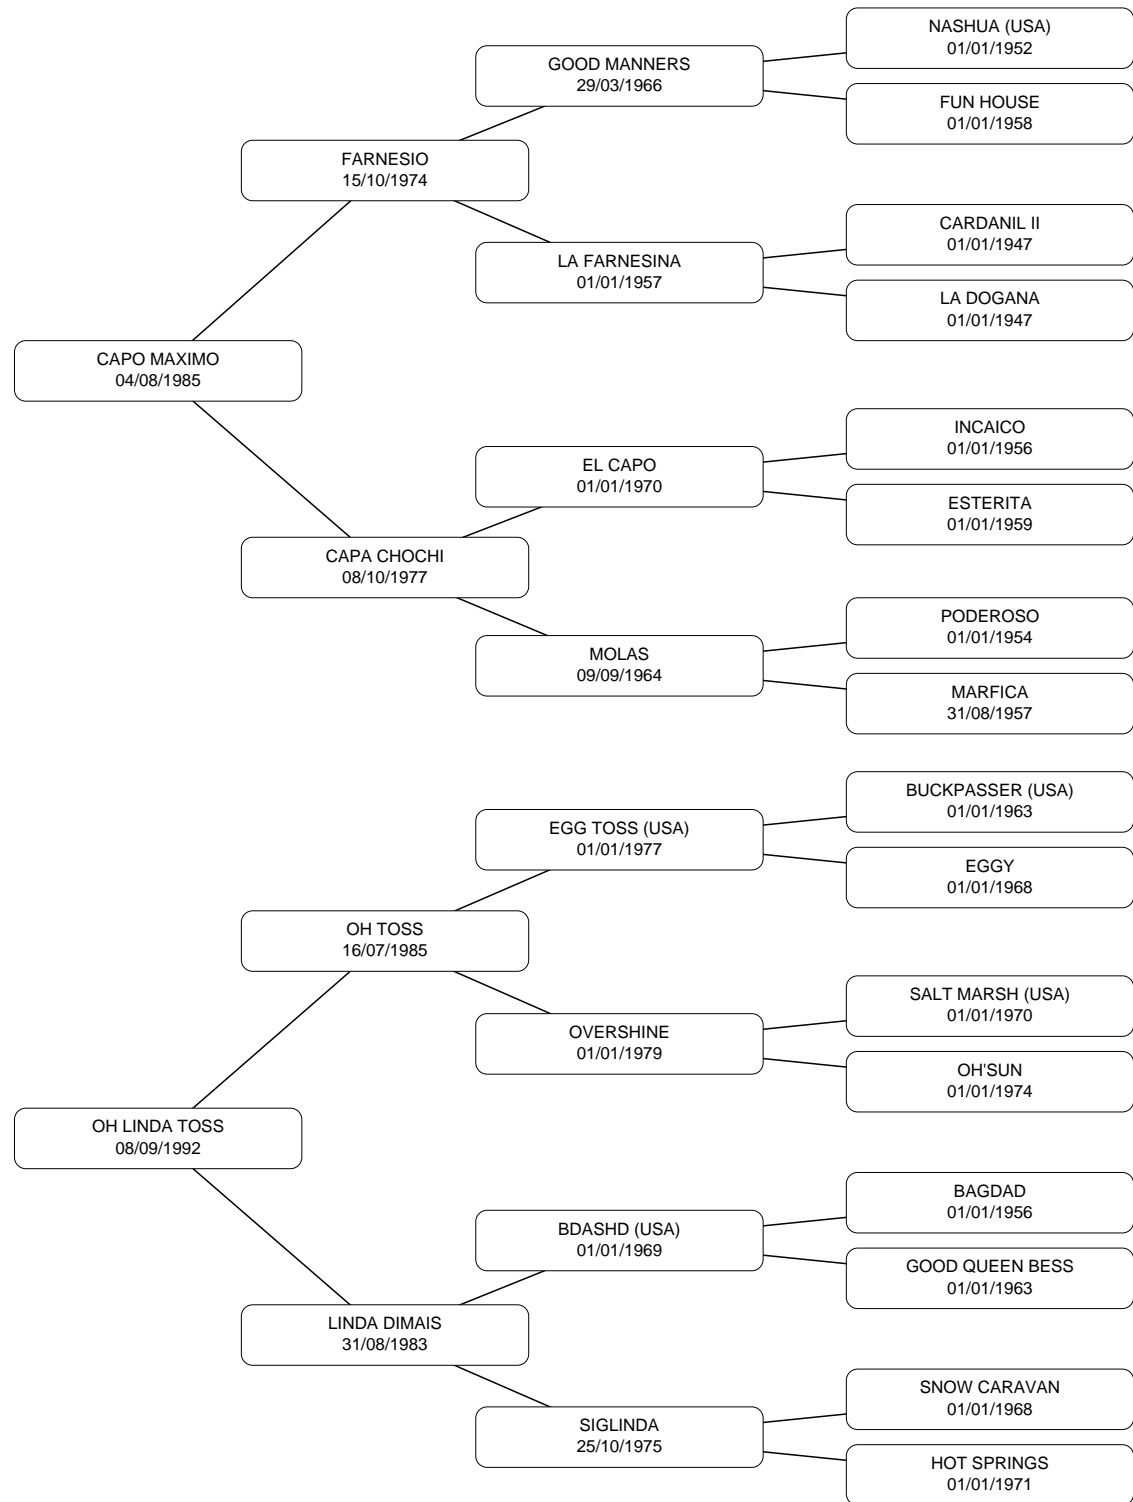 NASHUA (USA)
01/01/1952
GOOD MANNERS
29/03/1966
FUN HOUSE
01/01/1958
FARNESIO
15/10/1974
CARDANIL II
01/01/1947
LA FARNESINA
01/01/1957
LA DOGANA
01/01/1947
CAPO MAXIMO
04/08/1985
INCAICO
01/01/1956
EL CAPO
01/01/1970
ESTERITA
01/01/1959
CAPA CHOCHI
08/10/1977
PODEROSO
01/01/1954
MOLAS
09/09/1964
MARFICA
31/08/1957
BUCKPASSER (USA)
01/01/1963
EGG TOSS (USA)
01/01/1977
EGGY
01/01/1968
OH TOSS
16/07/1985
SALT MARSH (USA)
01/01/1970
OVERSHINE
01/01/1979
OH'SUN
01/01/1974
OH LINDA TOSS
08/09/1992
BAGDAD
01/01/1956
BDASHD (USA)
01/01/1969
GOOD QUEEN BESS
01/01/1963
LINDA DIMAIS
31/08/1983
SNOW CARAVAN
01/01/1968
SIGLINDA
25/10/1975
HOT SPRINGS
01/01/1971